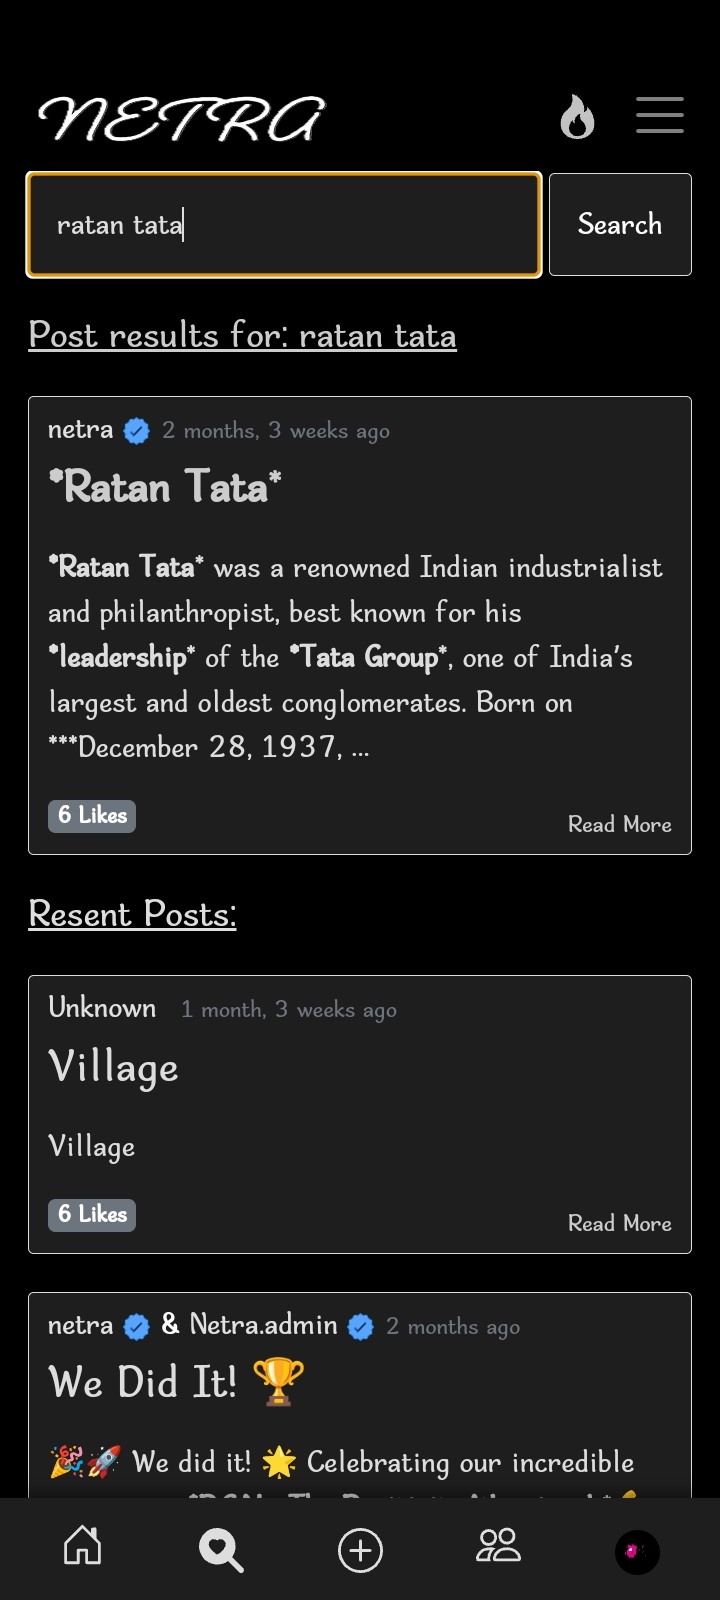 NETRA
ratan tata
Search
Post results for: ratan tata
netra 2 months, 3 weeks ago
*Ratan Tata*
*Ratan Tata* was a renowned Indian industrialist
and philanthropist, best known for his
*leadership* of the *Tata Group*, one of India's
largest and oldest conglomerates. Born on
***December 28, 1937, ...
6 Likes
Read More
Resent Posts:
Unknown 1 month, 3 weeks ago
Village
Village
6 Likes
Read More
netra & Netra.admin 2 months ago
We Did It! 🏆
🎉🚀 We did it! 🌟 Celebrating our incredible